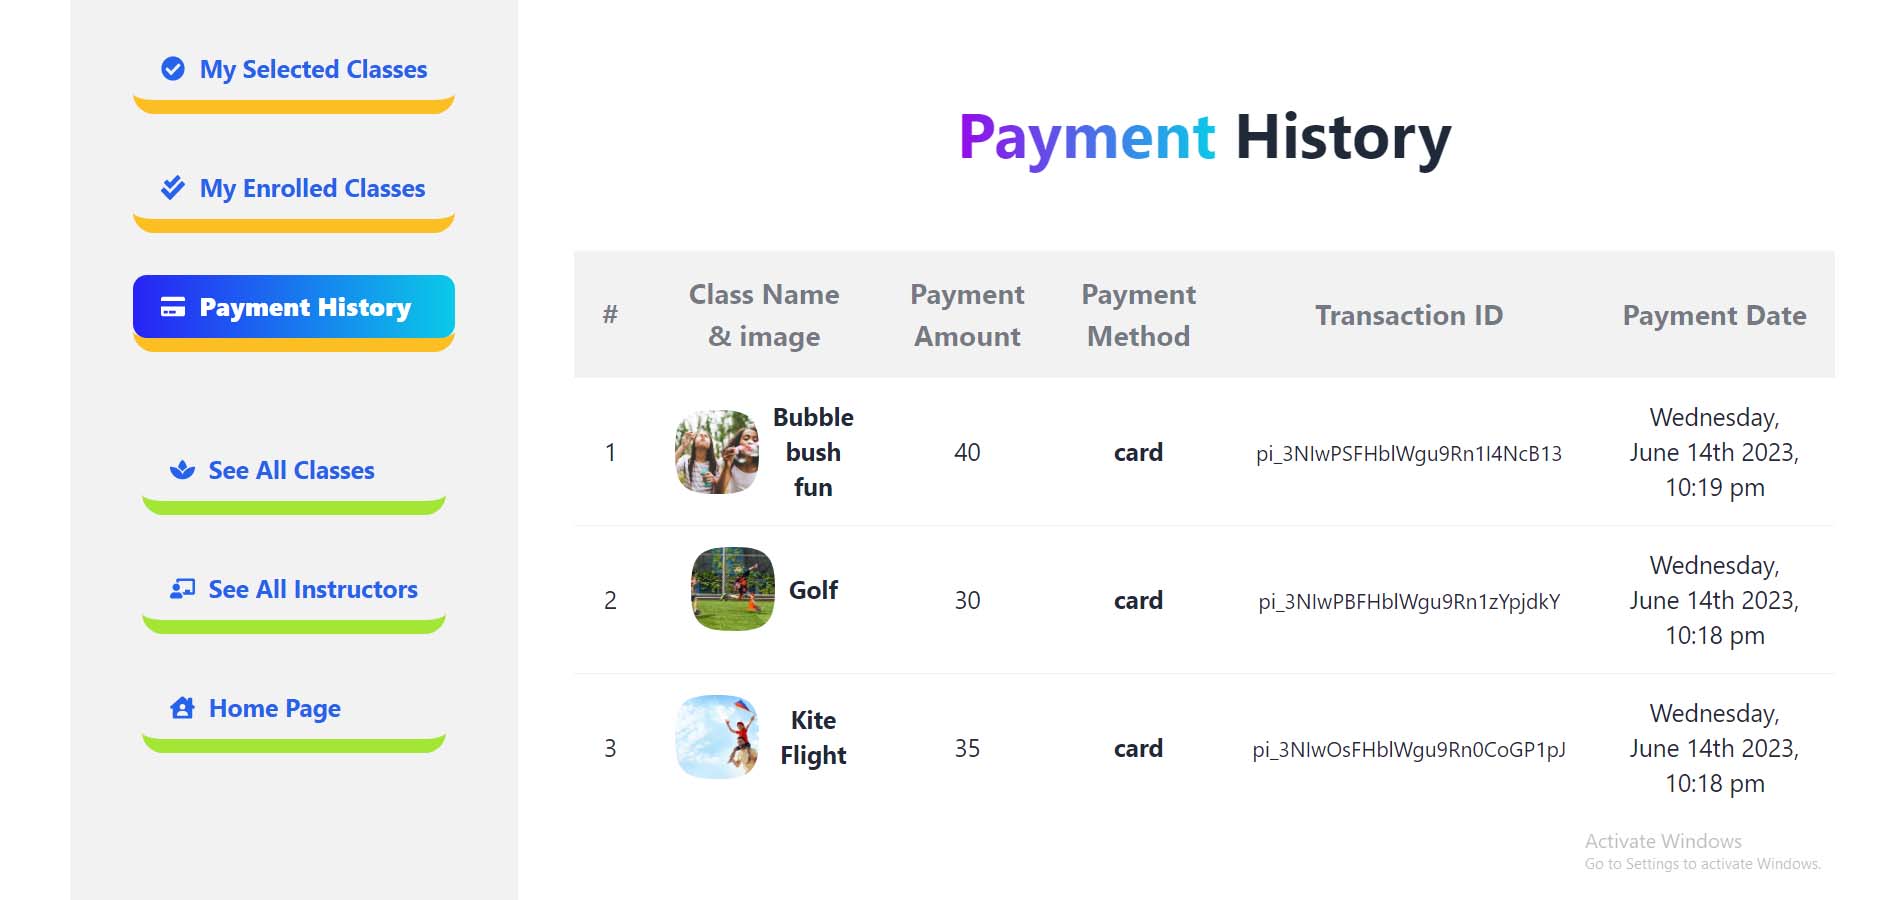 My Selected Classes
My Enrolled Classes
Payment History
See All Classes
See All Instructors
Home Page
Payment History
# Class Name & image Payment Amount Payment Method Transaction ID Payment Date
1 Bubble bush fun 40 card pi_3NIwPSFHblWgu9Rn1I4NcB13 Wednesday, June 14th 2023, 10:19 pm
2 Golf 30 card pi_3NIwPBFHblWgu9Rn1zYpjdkY Wednesday, June 14th 2023, 10:18 pm
3 Kite Flight 35 card pi_3NIwOsFHblWgu9Rn0CoGP1pJ Wednesday, June 14th 2023, 10:18 pm
Activate Windows
Go to Settings to activate Windows.